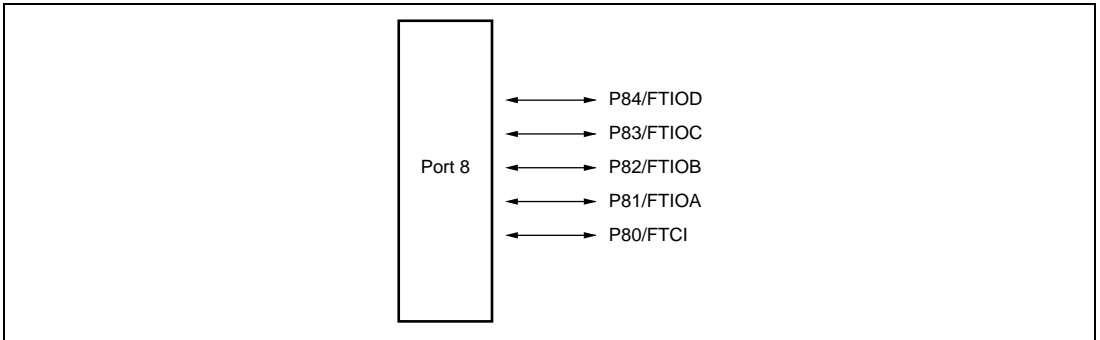 P84/FTIOD
P83/FTIOC
Port 8
P82/FTIOB
P81/FTIOA
P80/FTCI